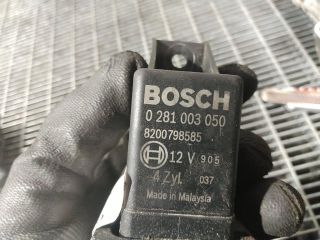 BOSCH
0 281 003 050
8200798585
12 V 905
4 Zyl. 037
Made in Malaysia